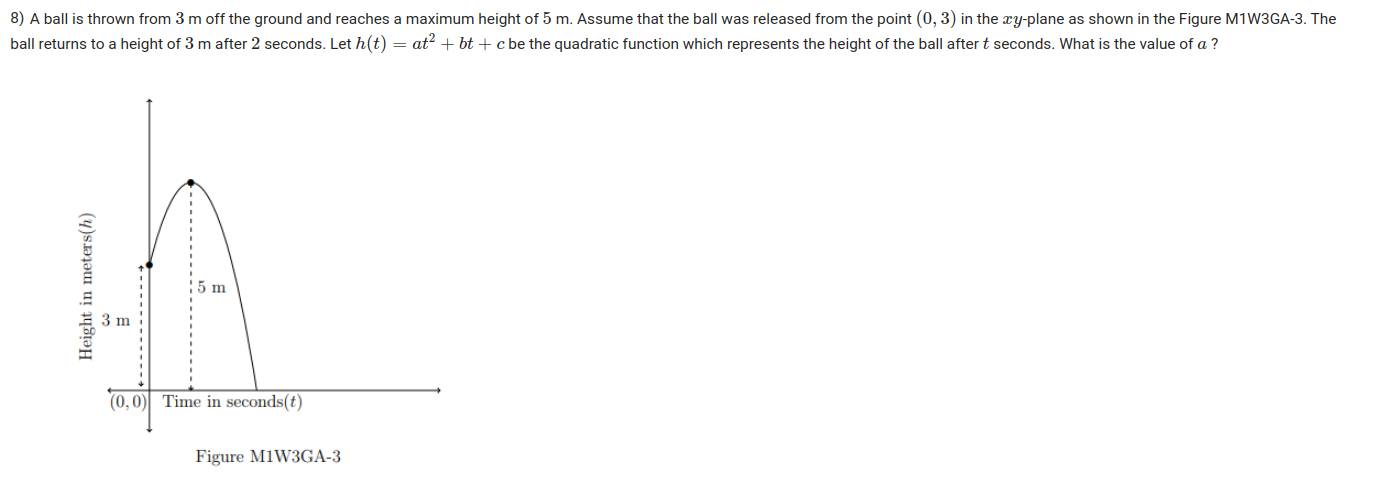 8) A ball is thrown from 3 m off the ground and reaches a maximum height of 5 m. Assume that the ball was released from the point (0, 3) in the xy-plane as shown in the Figure M1W3GA-3. The
ball returns to a height of 3 m after 2 seconds. Let h(t) = at² + bt + c be the quadratic function which represents the height of the ball after t seconds. What is the value of a ?
Height in meters(h)
5 m
3 m
(0,0) Time in seconds(t)
Figure M1W3GA-3